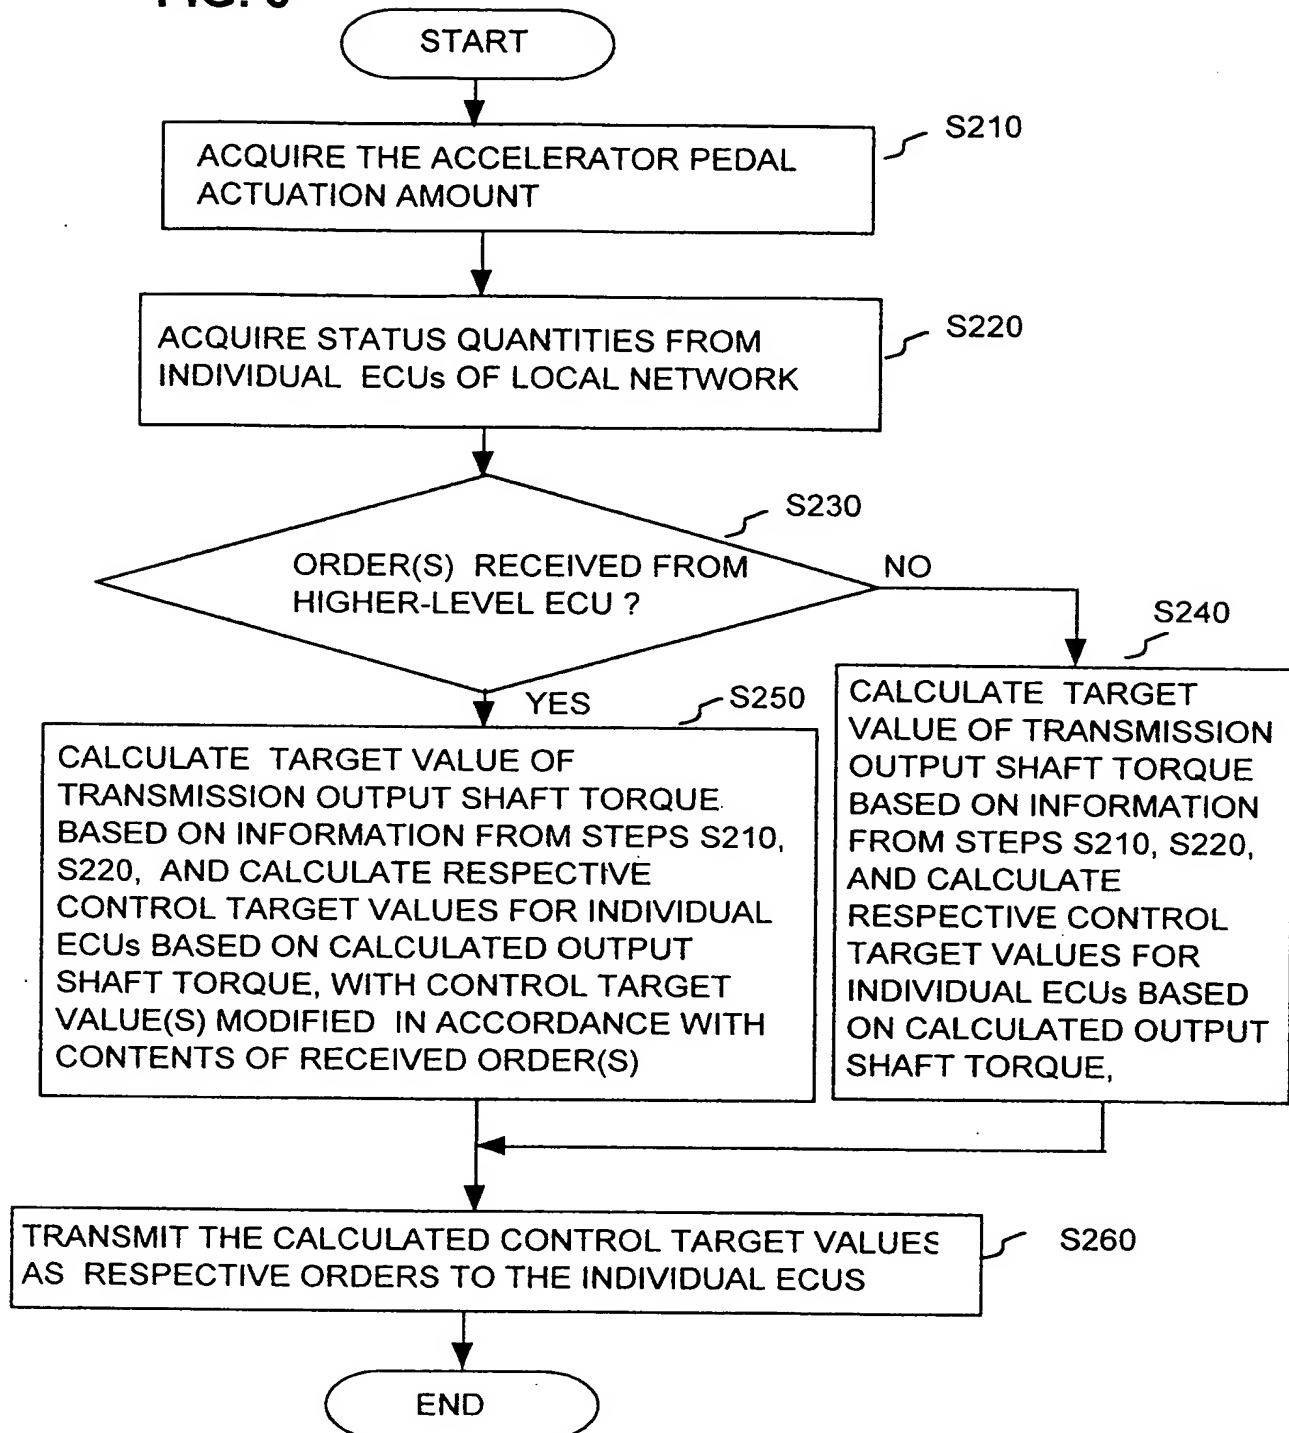 START
S210
ACQUIRE THE ACCELERATOR PEDAL
ACTUATION AMOUNT
S220
ACQUIRE STATUS QUANTITIES FROM
INDIVIDUAL ECUs OF LOCAL NETWORK
S230
ORDER(S) RECEIVED FROM
HIGHER-LEVEL ECU ?
NO
YES
S240
CALCULATE TARGET
VALUE OF TRANSMISSION
OUTPUT SHAFT TORQUE
BASED ON INFORMATION
FROM STEPS S210, S220,
AND CALCULATE
RESPECTIVE CONTROL
TARGET VALUES FOR
INDIVIDUAL ECUs BASED
ON CALCULATED OUTPUT
SHAFT TORQUE,
S250
CALCULATE TARGET VALUE OF
TRANSMISSION OUTPUT SHAFT TORQUE
BASED ON INFORMATION FROM STEPS S210,
S220, AND CALCULATE RESPECTIVE
CONTROL TARGET VALUES FOR INDIVIDUAL
ECUs BASED ON CALCULATED OUTPUT
SHAFT TORQUE, WITH CONTROL TARGET
VALUE(S) MODIFIED IN ACCORDANCE WITH
CONTENTS OF RECEIVED ORDER(S)
S260
TRANSMIT THE CALCULATED CONTROL TARGET VALUES
AS RESPECTIVE ORDERS TO THE INDIVIDUAL ECUS
END